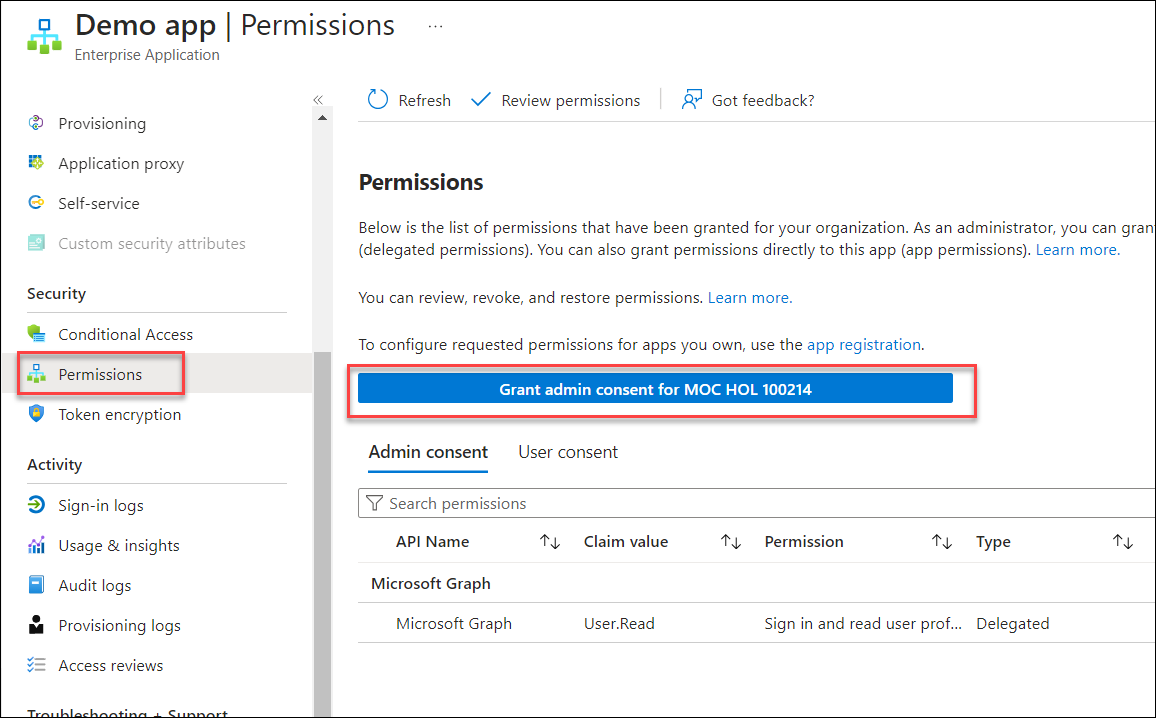 Demo app | Permissions ...
Enterprise Application
«
Provisioning
Application proxy
Self-service
Custom security attributes
Security
Conditional Access
Permissions
Token encryption
Activity
Sign-in logs
Usage & insights
Audit logs
Provisioning logs
Access reviews
Troubleshooting + Support
Refresh Review permissions Got feedback?
Permissions
Below is the list of permissions that have been granted for your organization. As an administrator, you can gran
(delegated permissions). You can also grant permissions directly to this app (app permissions). Learn more.
You can review, revoke, and restore permissions. Learn more.
To configure requested permissions for apps you own, use the app registration.
Grant admin consent for MOC HOL 100214
Admin consent User consent
Search permissions
API Name Claim value Permission Type
Microsoft Graph
Microsoft Graph User.Read Sign in and read user prof... Delegated